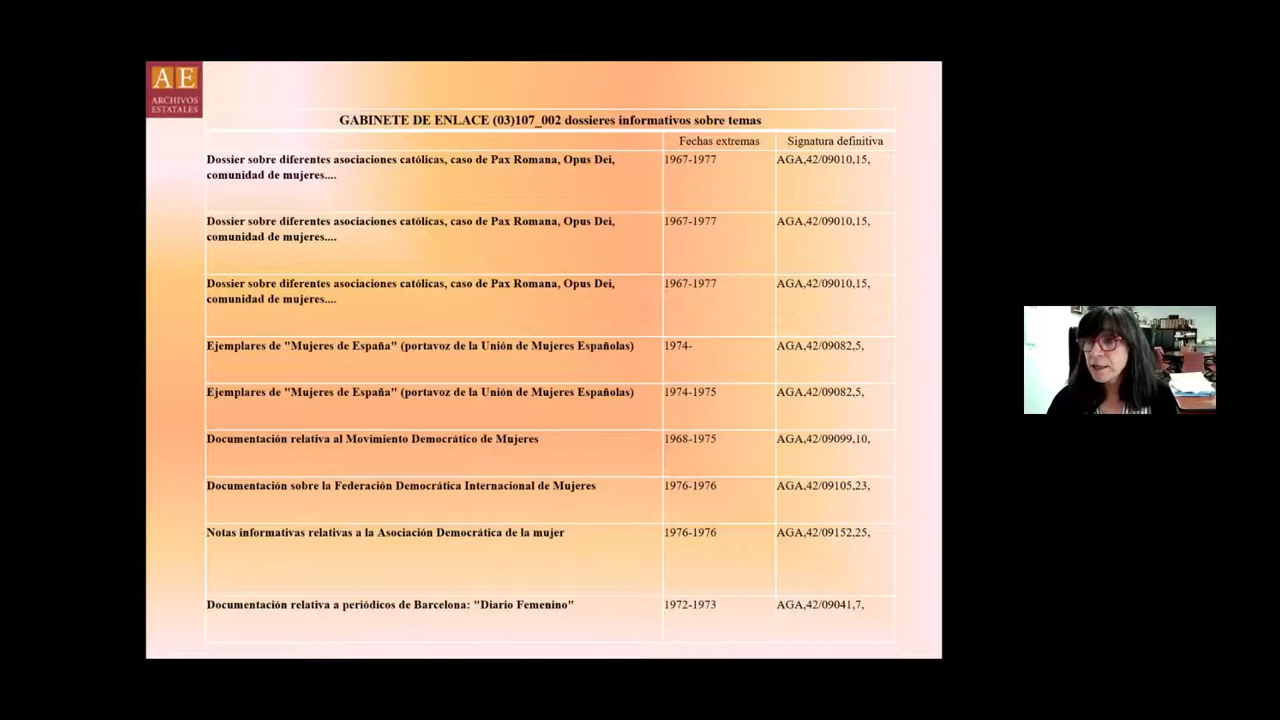 AE
ARCHIVOS
ESTATALES
GABINETE DE ENLACE (03)107_002 dossieres informativos sobre temas
Fechas extremas Signatura definitiva
Dossier sobre diferentes asociaciones católicas, caso de Pax Romana, Opus Dei, 1967-1977 AGA,42/09010,15,
comunidad de mujeres....
Dossier sobre diferentes asociaciones católicas, caso de Pax Romana, Opus Dei, 1967-1977 AGA,42/09010,15,
comunidad de mujeres....
Dossier sobre diferentes asociaciones católicas, caso de Pax Romana, Opus Dei, 1967-1977 AGA,42/09010,15,
comunidad de mujeres....
Ejemplares de "Mujeres de España" (portavoz de la Unión de Mujeres Españolas) 1974- AGA,42/09082,5,
Ejemplares de "Mujeres de España" (portavoz de la Unión de Mujeres Españolas) 1974-1975 AGA,42/09082,5,
Documentación relativa al Movimiento Democrático de Mujeres 1968-1975 AGA,42/09099,10,
Documentación sobre la Federación Democrática Internacional de Mujeres 1976-1976 AGA,42/09105,23,
Notas informativas relativas a la Asociación Democrática de la mujer 1976-1976 AGA,42/09152,25,
Documentación relativa a periódicos de Barcelona: "Diario Femenino" 1972-1973 AGA,42/09041,7,